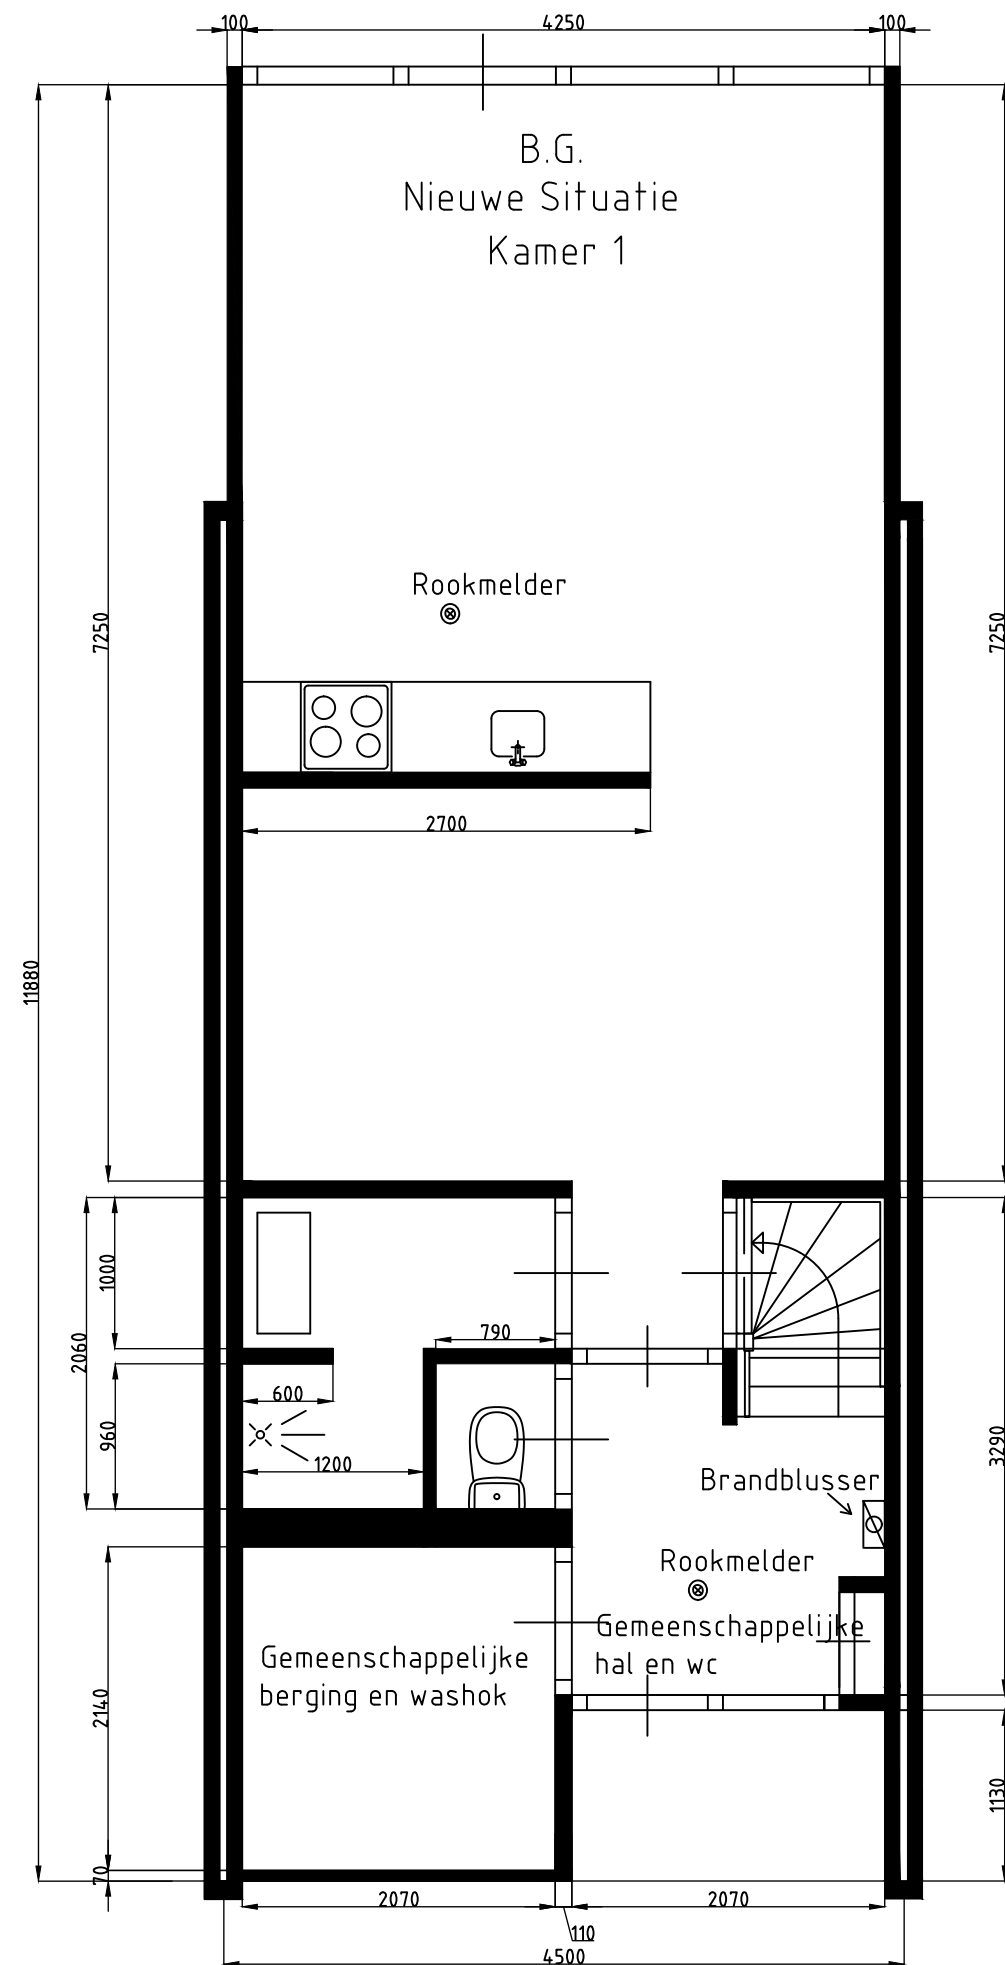 100
4250
100
B.G.
Nieuwe Situatie
Kamer 1
Rookmelder
7250
7250
2700
11880
1000
790
2060
600
960
1200
3290
Brandblusser
Rookmelder
Gemeenschappelijke
hal en wc
Gemeenschappelijke
berging en washok
2140
1130
70
2070
2070
110
4500